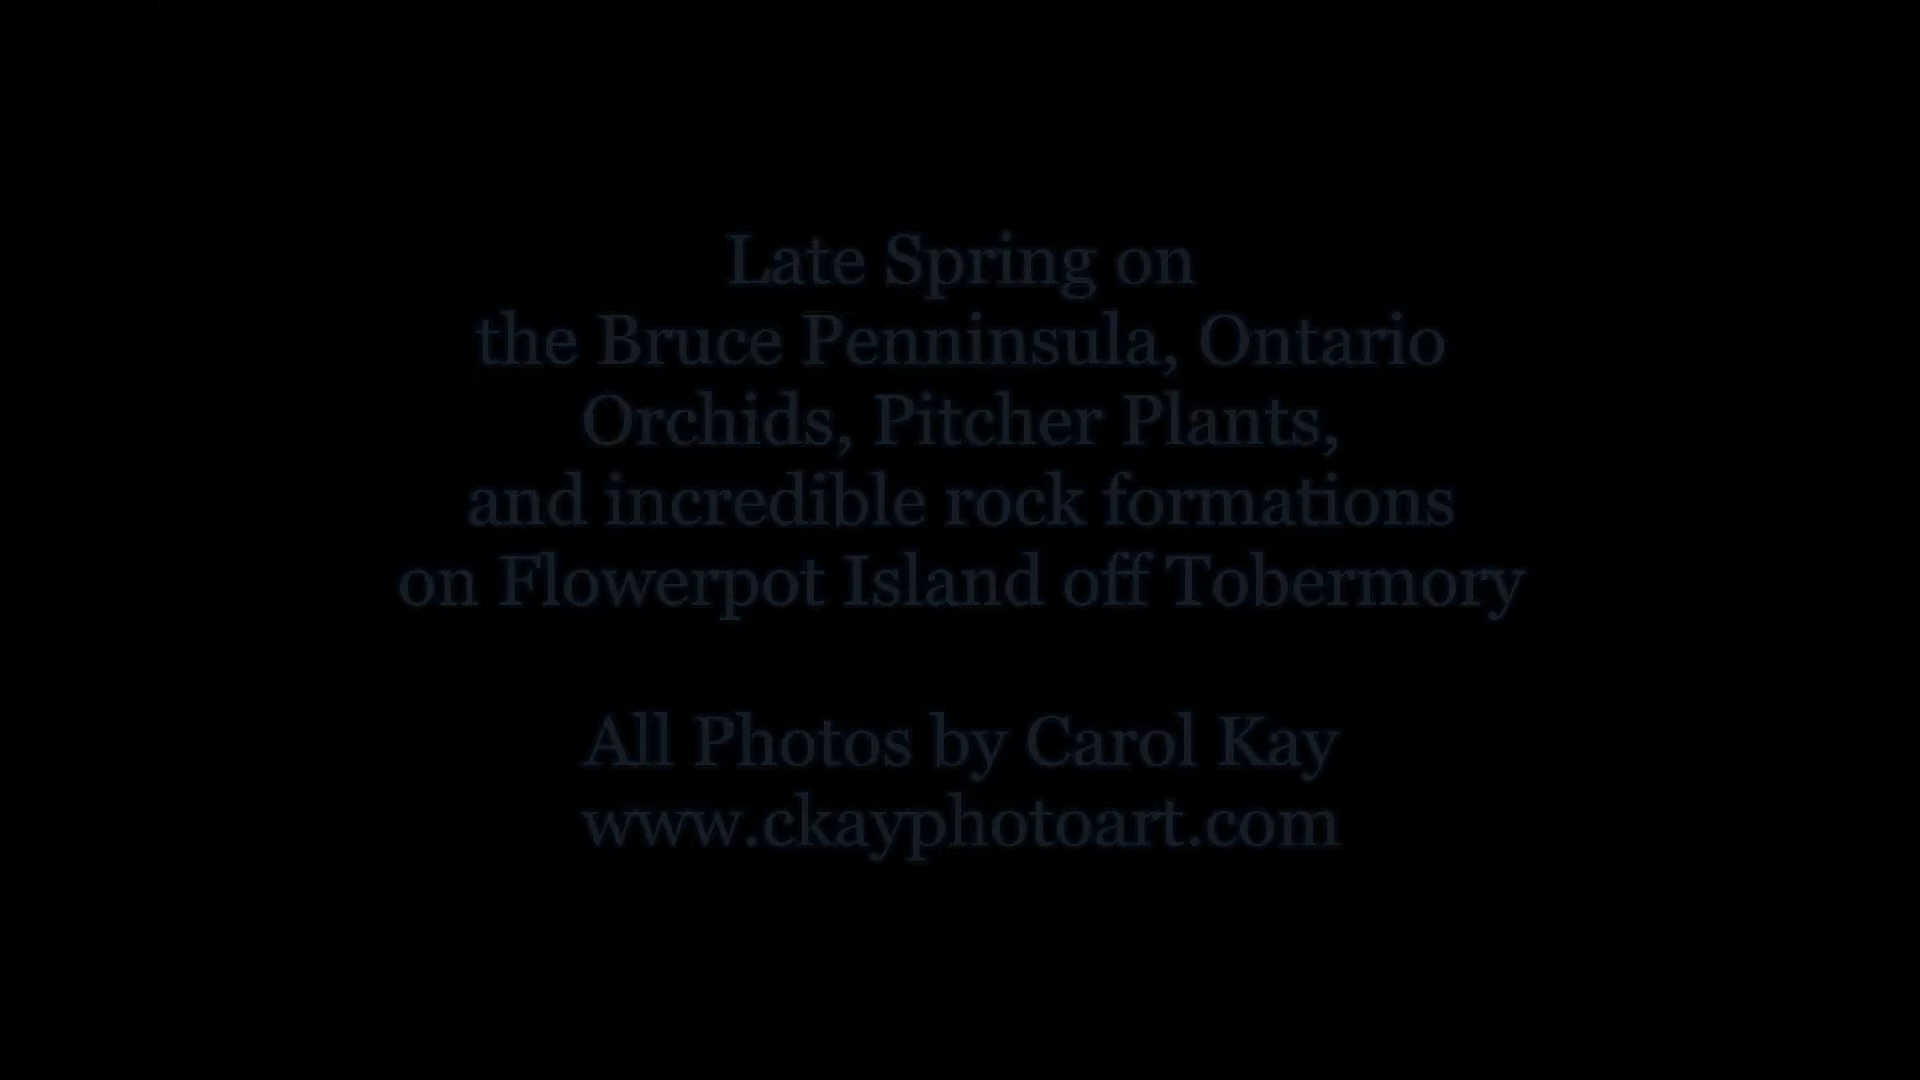 Late Spring on
the Bruce Penninsula, Ontario
Orchids, Pitcher Plants,
and incredible rock formations
on Flowerpot Island off Tobermory
All Photos by Carol Kay
www.ckayphotoart.com